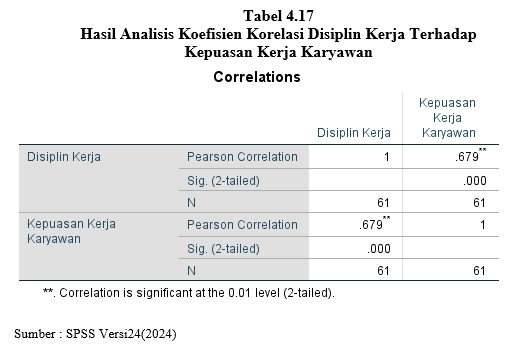 Tabel 4.17
Hasil Analisis Koefisien Korelasi Disiplin Kerja Terhadap
Kepuasan Kerja Karyawan
Correlations
Disiplin Kerja Kepuasan Kerja Karyawan
Disiplin Kerja Pearson Correlation 1 .679**
Sig. (2-tailed) .000
N 61 61
Kepuasan Kerja Karyawan Pearson Correlation .679** 1
Sig. (2-tailed) .000
N 61 61
**. Correlation is significant at the 0.01 level (2-tailed).
Sumber : SPSS Versi24(2024)